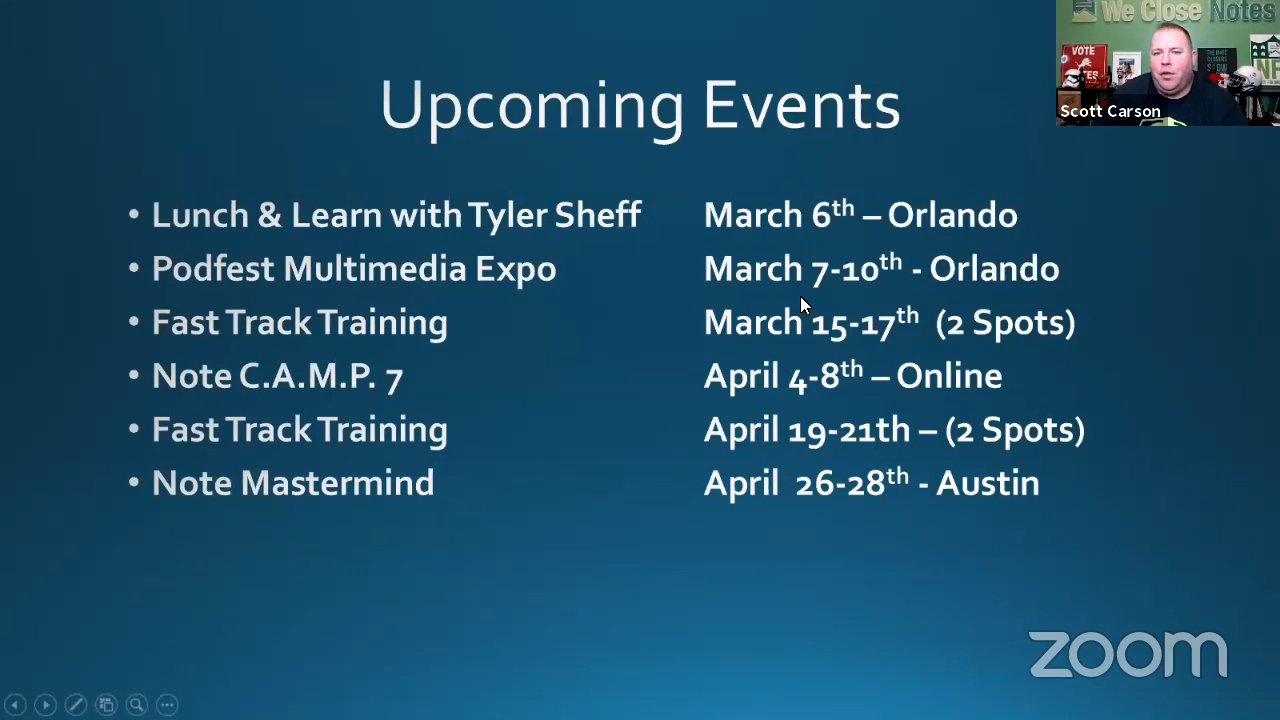 We Close Notes
VOTE
Scott Carson
Upcoming Events
• Lunch & Learn with Tyler Sheff March 6th – Orlando
• Podfest Multimedia Expo March 7-10th - Orlando
• Fast Track Training March 15-17th (2 Spots)
• Note C.A.M.P. 7 April 4-8th – Online
• Fast Track Training April 19-21th – (2 Spots)
• Note Mastermind April 26-28th - Austin
zoom